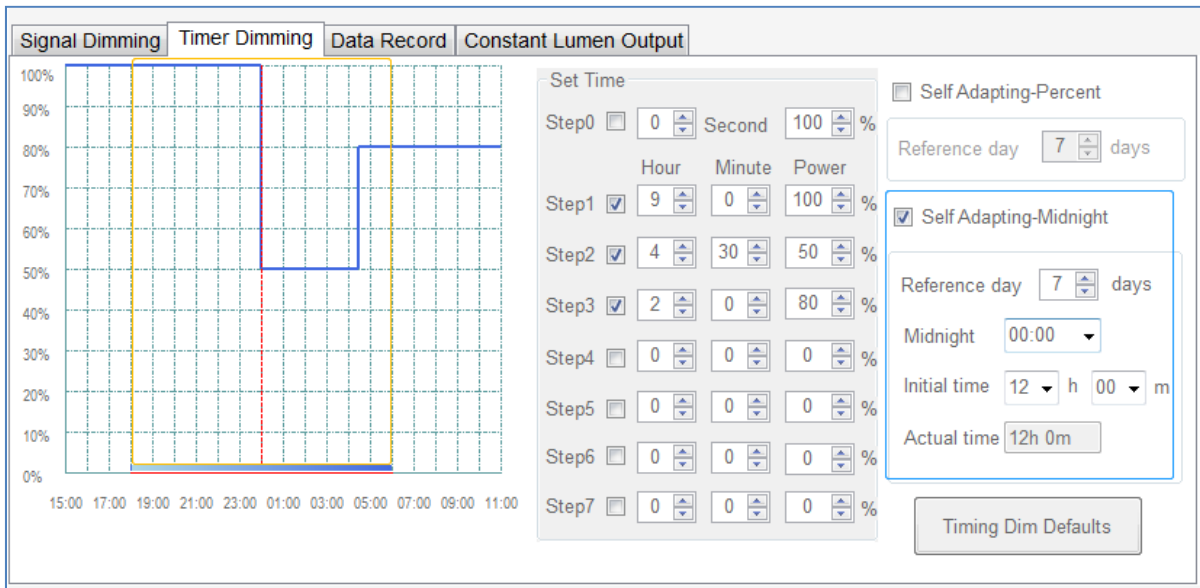 Signal Dimming Timer Dimming Data Record Constant Lumen Output
100%
90%
80%
70%
60%
50%
40%
30%
20%
10%
0%
15:00 17:00 19:00 21:00 23:00 01:00 03:00 05:00 07:00 09:00 11:00
Set Time
Step0 0 Second 100 %
Hour Minute Power
Step1 9 0 100 %
Step2 4 30 50 %
Step3 2 0 80 %
Step4 0 0 0 %
Step5 0 0 0 %
Step6 0 0 0 %
Step7 0 0 0 %
Self Adapting-Percent
Reference day 7 days
Self Adapting-Midnight
Reference day 7 days
Midnight 00:00
Initial time 12 h 00 m
Actual time 12h 0m
Timing Dim Defaults